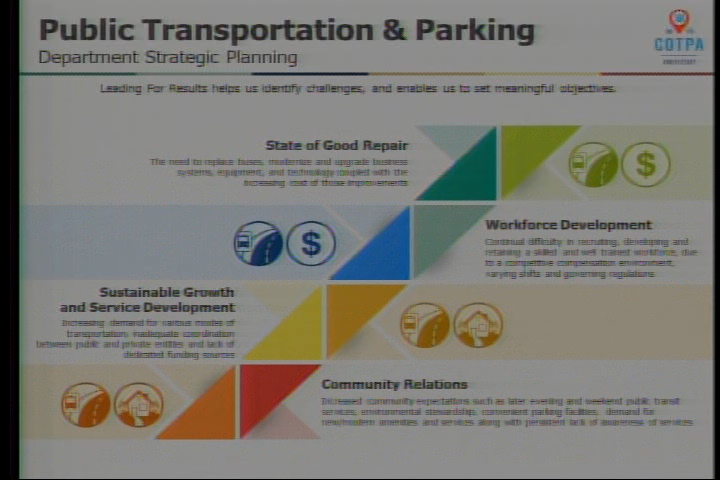 Public Transportation & Parking
Department Strategic Planning
COTPA
ANNIVERSARY
Leading For Results helps us identify challenges, and enables us to set meaningful objectives.
State of Good Repair
The need to replace buses, modernize and upgrade business
systems, equipment, and technology coupled with the
increasing cost of those improvements
$
$
Workforce Development
Continual difficulty in recruiting, developing and
retaining a skilled and well trained workforce, due
to a competitive compensation environment,
varying shifts and governing regulations
Sustainable Growth
and Service Development
Increasing demand for various modes of
transportation, inadequate coordination
between public and private entities and lack of
dedicated funding sources
Community Relations
Increased community expectations such as later evening and weekend public transit
services, environmental stewardship, convenient parking facilities, demand for
new/modern amenities and services along with persistent lack of awareness of services